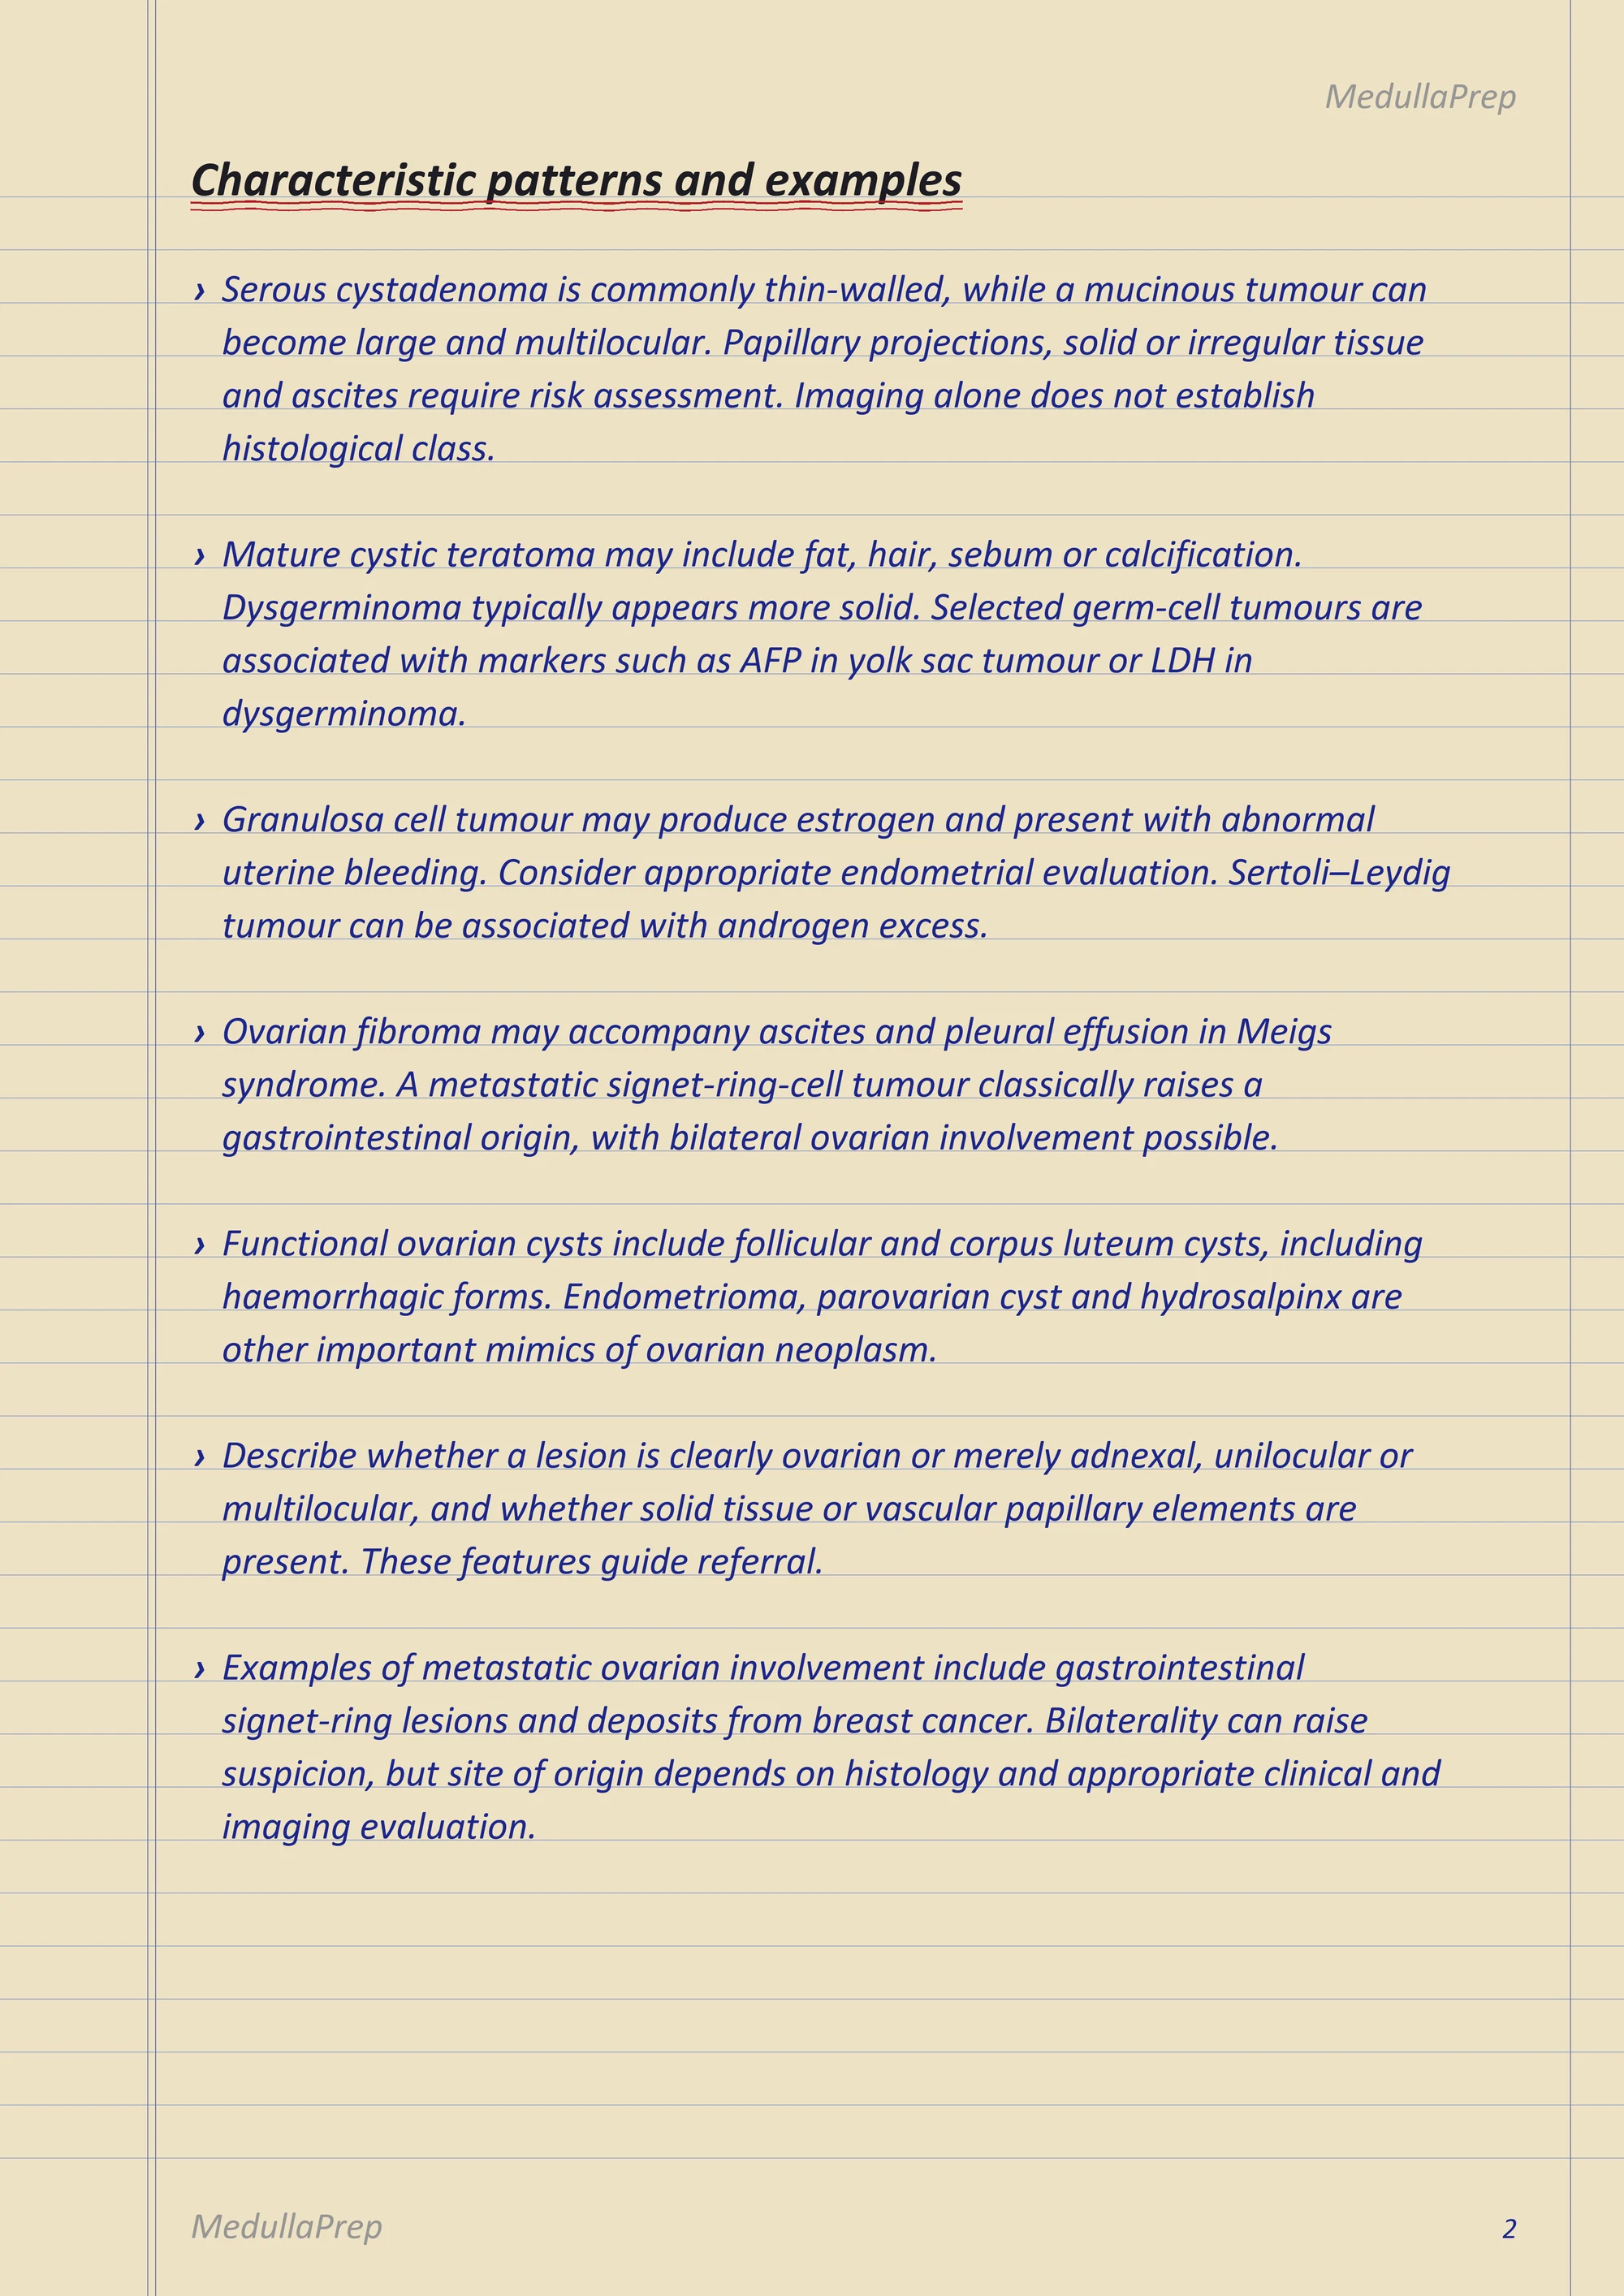 MedullaPrep
Characteristic patterns and examples
› Serous cystadenoma is commonly thin-walled, while a mucinous tumour can
become large and multilocular. Papillary projections, solid or irregular tissue
and ascites require risk assessment. Imaging alone does not establish
histological class.
› Mature cystic teratoma may include fat, hair, sebum or calcification.
Dysgerminoma typically appears more solid. Selected germ-cell tumours are
associated with markers such as AFP in yolk sac tumour or LDH in
dysgerminoma.
› Granulosa cell tumour may produce estrogen and present with abnormal
uterine bleeding. Consider appropriate endometrial evaluation. Sertoli–Leydig
tumour can be associated with androgen excess.
› Ovarian fibroma may accompany ascites and pleural effusion in Meigs
syndrome. A metastatic signet-ring-cell tumour classically raises a
gastrointestinal origin, with bilateral ovarian involvement possible.
› Functional ovarian cysts include follicular and corpus luteum cysts, including
haemorrhagic forms. Endometrioma, parovarian cyst and hydrosalpinx are
other important mimics of ovarian neoplasm.
› Describe whether a lesion is clearly ovarian or merely adnexal, unilocular or
multilocular, and whether solid tissue or vascular papillary elements are
present. These features guide referral.
› Examples of metastatic ovarian involvement include gastrointestinal
signet-ring lesions and deposits from breast cancer. Bilaterality can raise
suspicion, but site of origin depends on histology and appropriate clinical and
imaging evaluation.
MedullaPrep
2